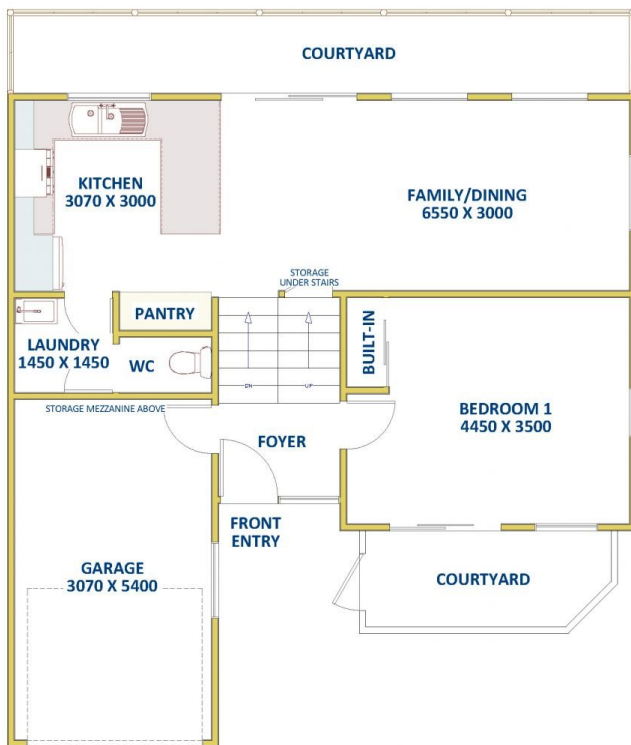 COURTYARD
KITCHEN
3070 X 3000
FAMILY/DINING
6550 X 3000
STORAGE
UNDER STAIRS
PANTRY
LAUNDRY
1450 X 1450
WC
BUILT-IN
DN
UP
STORAGE MEZZANINE ABOVE
BEDROOM 1
4450 X 3500
FOYER
FRONT
ENTRY
GARAGE
3070 X 5400
COURTYARD